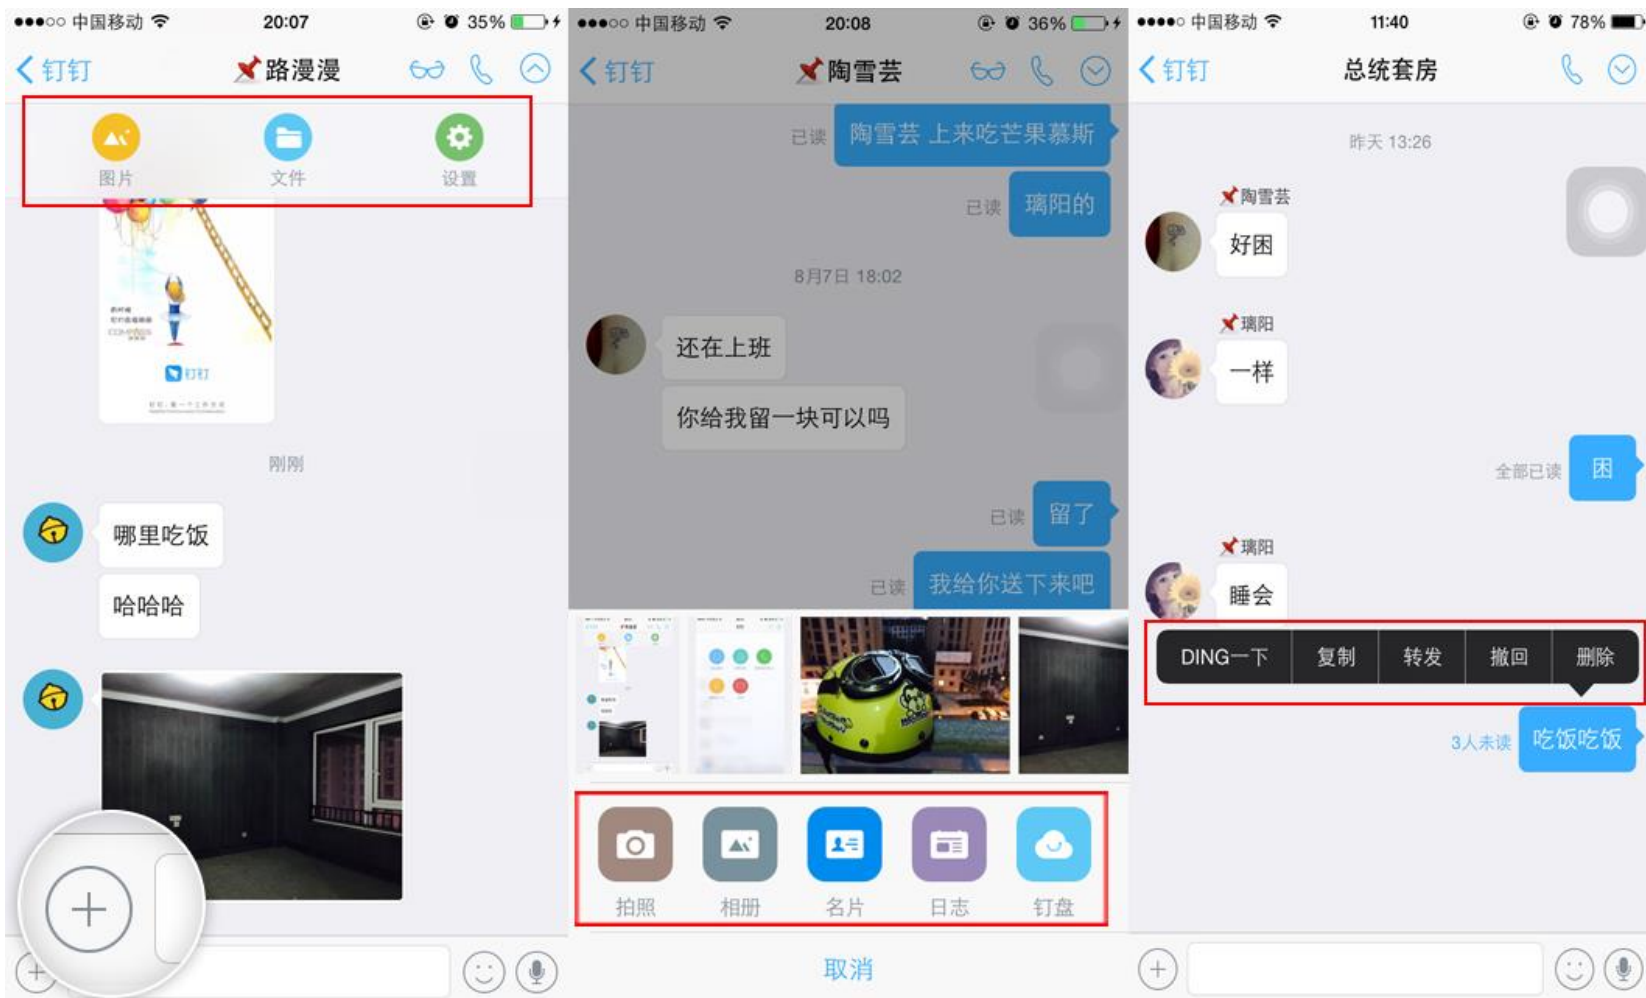 中国移动 20:07 35%
钉钉 路漫漫
图片 文件 设置
钉钉
刚刚
哪里吃饭
哈哈哈
中国移动 20:08 36%
钉钉 陶雪芸
已读 陶雪芸 上来吃芒果慕斯
已读 璃阳的
8月7日 18:02
还在上班
你给我留一块可以吗
已读 留了
已读 我给你送下来吧
拍照 相册 名片 日志 钉盘
取消
中国移动 11:40 78%
钉钉 总统套房
昨天 13:26
陶雪芸
好困
璃阳
一样
全部已读 困
璃阳
睡会
DING一下 复制 转发 撤回 删除
3人未读 吃饭吃饭